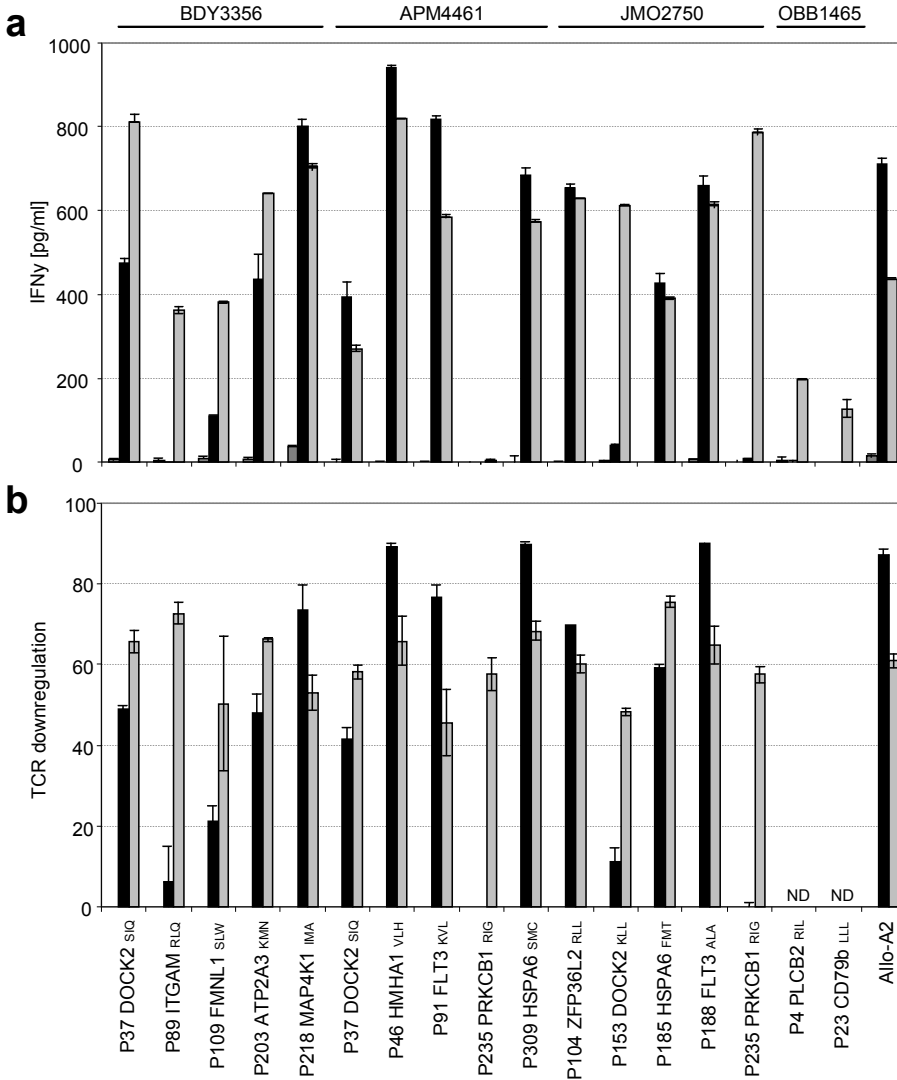 BDY3356 APM4461 JMO2750 OBB1465
a
1000
800
600
400
200
0
IFNy [pg/ml]
b
100
80
60
40
20
0
TCR downregulation
ND ND
P37 DOCK2 SIQ
P89 ITGAM RLQ
P109 FMNL1 SLW
P203 ATP2A3 KMN
P218 MAP4K1 IMA
P37 DOCK2 SIQ
P46 HMHA1 VLH
P91 FLT3 KVL
P235 PRKCB1 RIG
P309 HSPA6 SMC
P104 ZFP36L2 RLL
P153 DOCK2 KLL
P185 HSPA6 FMT
P188 FLT3 ALA
P235 PRKCB1 RIG
P4 PLCB2 RIL
P23 CD79b LLL
Allo-A2